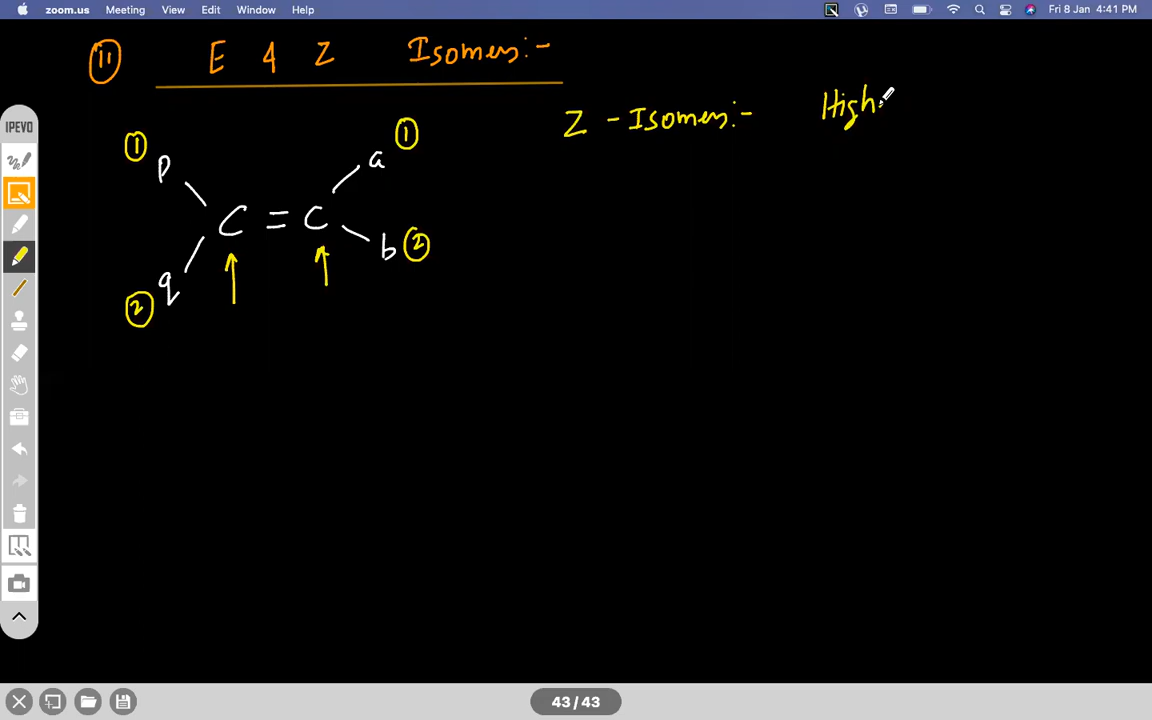 zoom.us Meeting View Edit Window Help Fri 8 Jan 4:41 PM
11 E & Z Isomers:-
IPEVO
Z - Isomers:- High
1 p a 1
C = C
2 q b 2
43 / 43